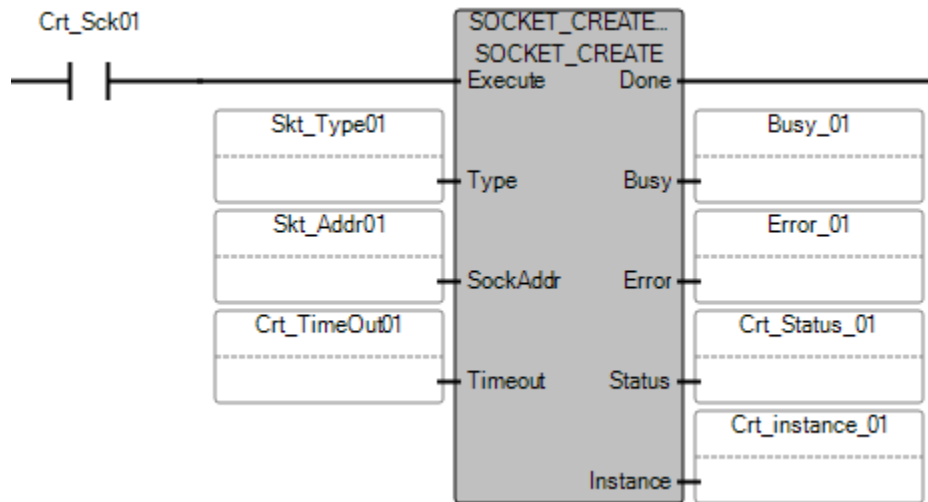 Crt_Sck01
SOCKET_CREATE...
SOCKET_CREATE
Execute Done
Skt_Type01
Busy_01
Type Busy
Skt_Addr01
Error_01
SockAddr Error
Crt_TimeOut01
Crt_Status_01
Timeout Status
Crt_instance_01
Instance